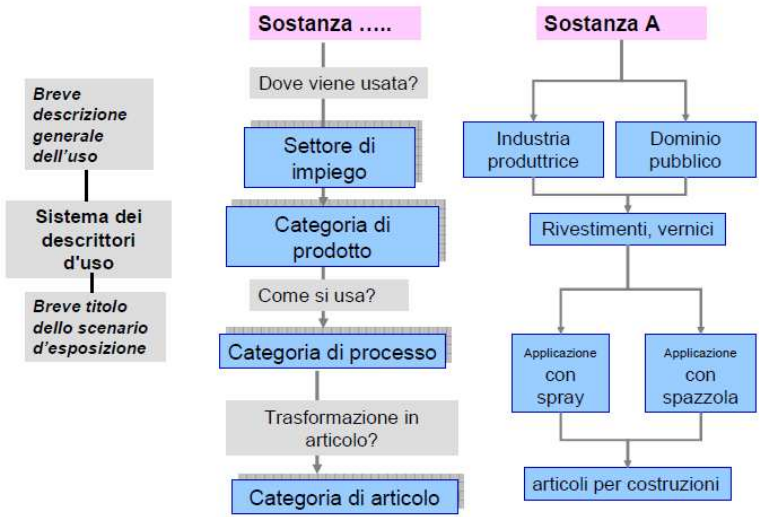 Breve
descrizione
generale
dell'uso
Sistema dei
descrittori
d'uso
Breve titolo
dello scenario
d'esposizione
Sostanza .....
Dove viene usata?
Settore di
impiego
Categoria di
prodotto
Come si usa?
Categoria di processo
Trasformazione in
articolo?
Categoria di articolo
Sostanza A
Industria
produttrice
Dominio
pubblico
Rivestimenti, vernici
Applicazione
con
spray
Applicazione
con
spazzola
articoli per costruzioni